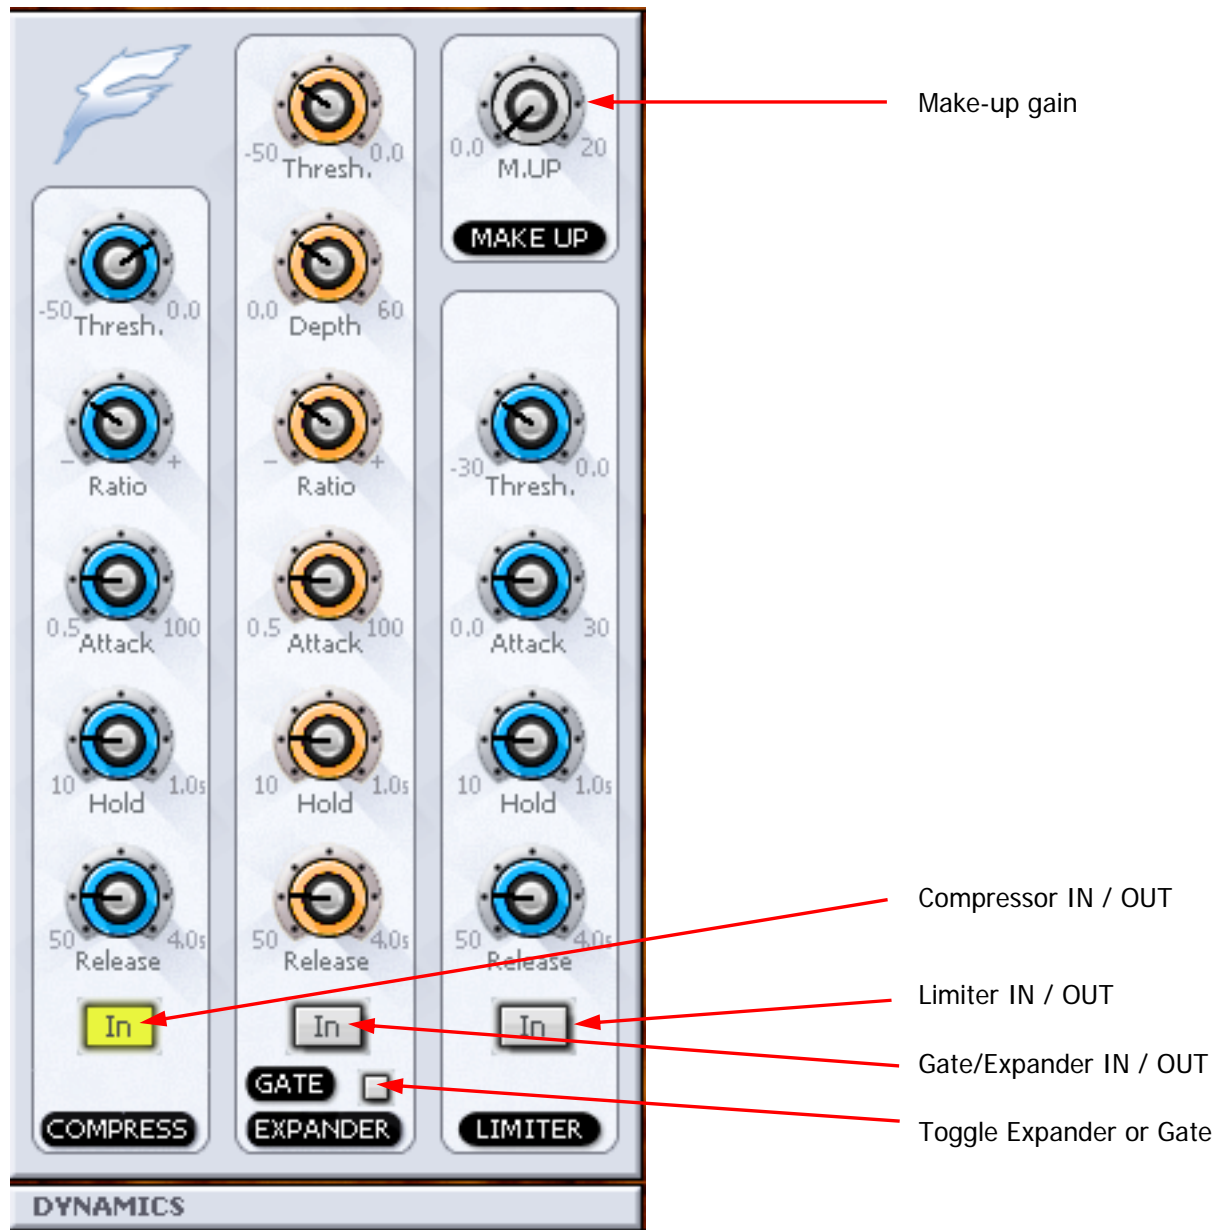 -50 0.0
Thresh.
Ratio
- +
0.5 100
Attack
10 1.0s
Hold
50 4.0s
Release
In
COMPRESS
-50 0.0
Thresh.
0.0 60
Depth
- +
Ratio
0.5 100
Attack
10 1.0s
Hold
50 4.0s
Release
In
GATE
EXPANDER
0.0 20
M.UP
MAKE UP
-30 0.0
Thresh.
0.0 30
Attack
10 1.0s
Hold
50 4.0s
Release
In
LIMITER
DYNAMICS
Make-up gain
Compressor IN / OUT
Limiter IN / OUT
Gate/Expander IN / OUT
Toggle Expander or Gate